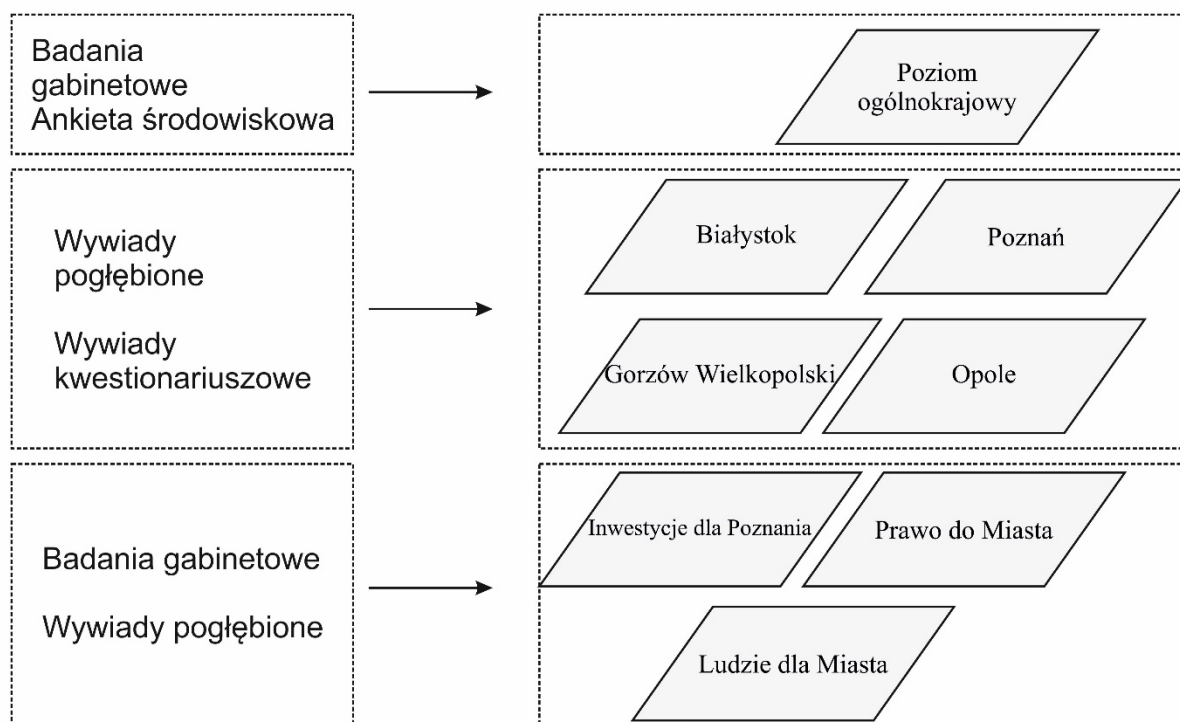 Badania
gabinetowe
Ankieta środowiskowa
Poziom
ogólnokrajowy
Wywiady
pogłębione
Wywiady
kwestionariuszowe
Białystok
Poznań
Gorzów Wielkopolski
Opole
Badania gabinetowe
Wywiady pogłębione
Inwestycje dla Poznania
Prawo do Miasta
Ludzie dla Miasta